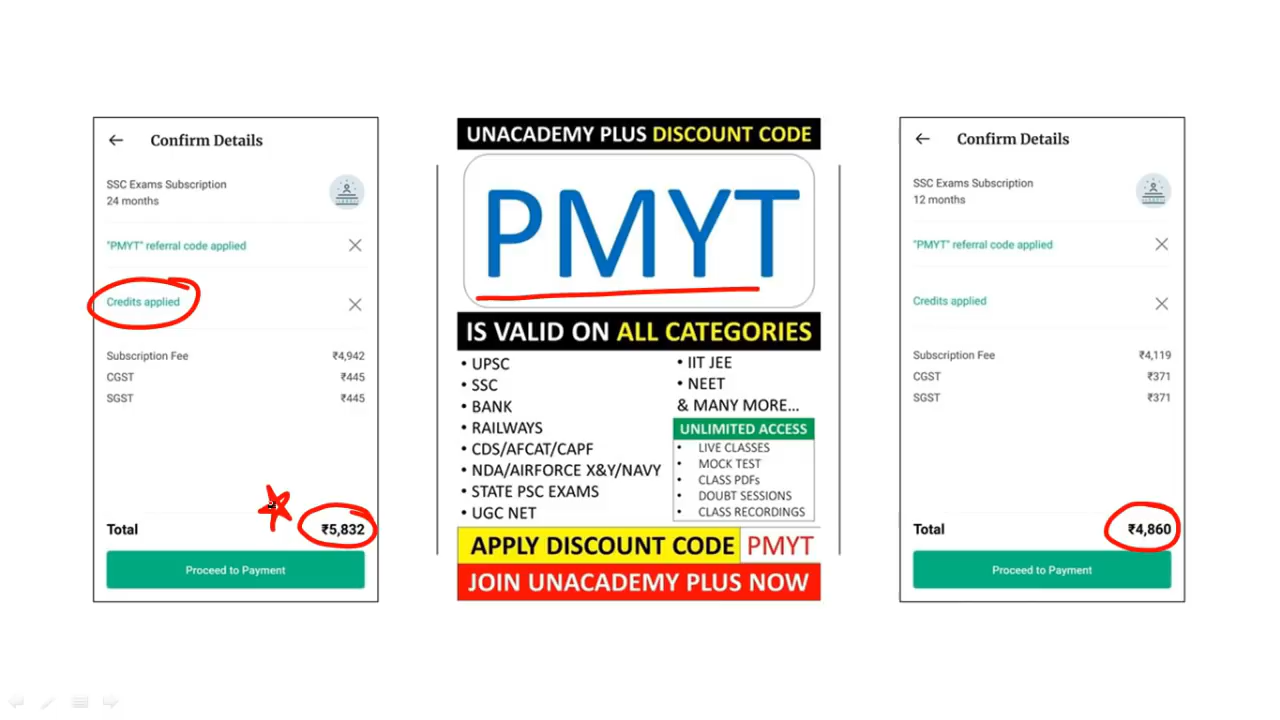 Confirm Details
SSC Exams Subscription
24 months
"PMYT" referral code applied
Credits applied
Subscription Fee ₹4,942
CGST ₹445
SGST ₹445
Total ₹5,832
Proceed to Payment
UNACADEMY PLUS DISCOUNT CODE
PMYT
IS VALID ON ALL CATEGORIES
• UPSC
• SSC
• BANK
• RAILWAYS
• CDS/AFCAT/CAPF
• NDA/AIRFORCE X&Y/NAVY
• STATE PSC EXAMS
• UGC NET
• IIT JEE
• NEET
& MANY MORE...
UNLIMITED ACCESS
• LIVE CLASSES
• MOCK TEST
• CLASS PDFs
• DOUBT SESSIONS
• CLASS RECORDINGS
APPLY DISCOUNT CODE PMYT
JOIN UNACADEMY PLUS NOW
Confirm Details
SSC Exams Subscription
12 months
"PMYT" referral code applied
Credits applied
Subscription Fee ₹4,119
CGST ₹371
SGST ₹371
Total ₹4,860
Proceed to Payment